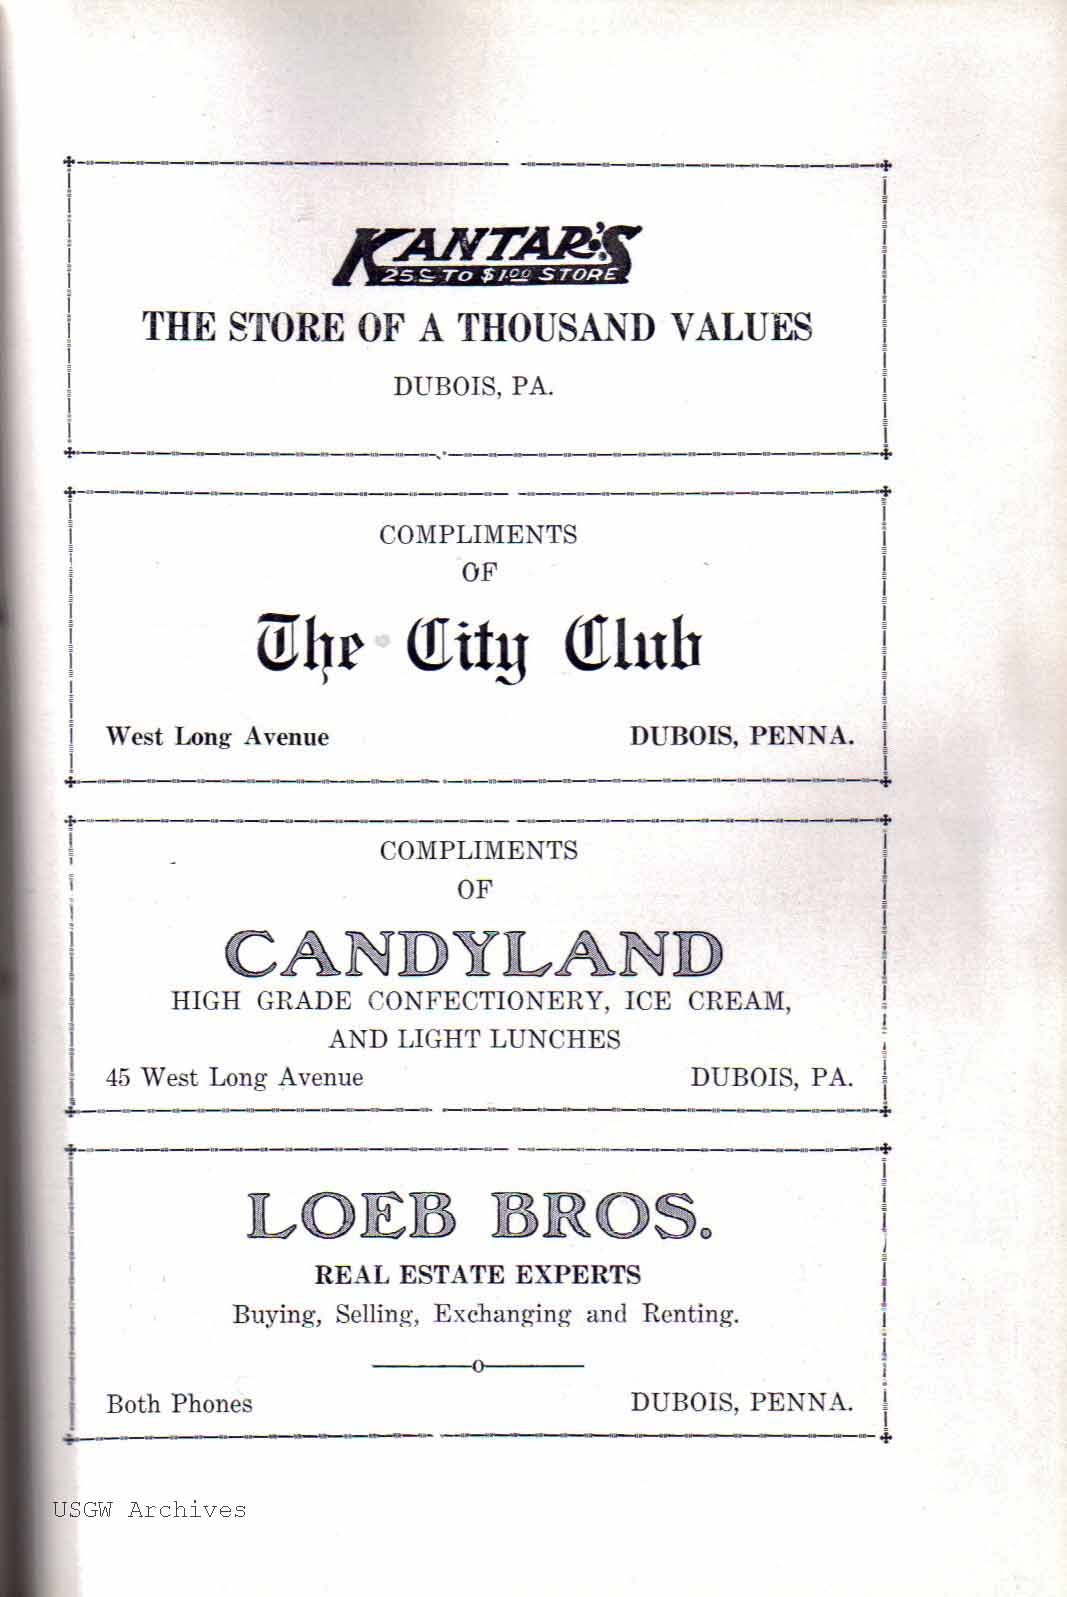 KANTAR'S
25¢ TO $1.00 STORE
THE STORE OF A THOUSAND VALUES
DUBOIS, PA.
COMPLIMENTS
OF
The City Club
West Long Avenue DUBOIS, PENNA.
COMPLIMENTS
OF
CANDYLAND
HIGH GRADE CONFECTIONERY, ICE CREAM,
AND LIGHT LUNCHES
45 West Long Avenue DUBOIS, PA.
LOEB BROS.
REAL ESTATE EXPERTS
Buying, Selling, Exchanging and Renting.
o
Both Phones DUBOIS, PENNA.
USGW Archives